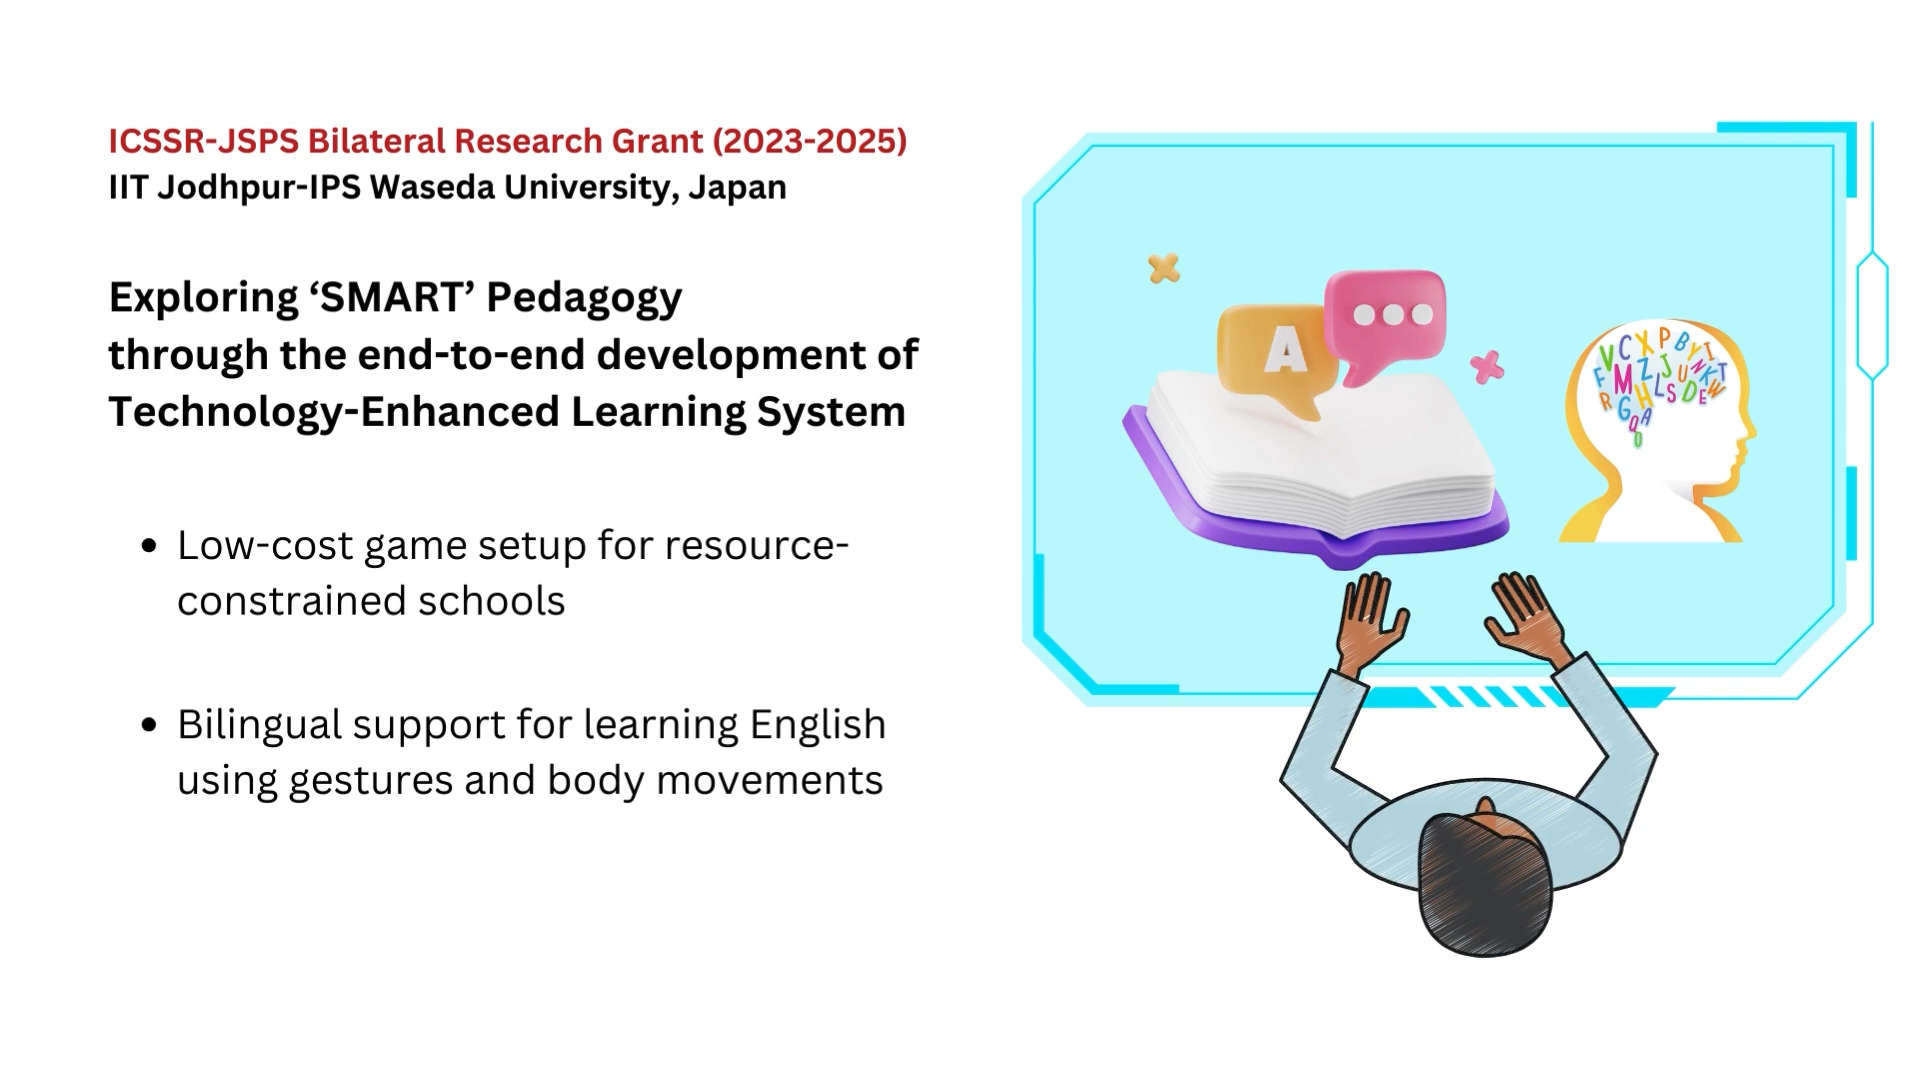 ICSSR-JSPS Bilateral Research Grant (2023-2025)
IIT Jodhpur-IPS Waseda University, Japan
Exploring ‘SMART’ Pedagogy
through the end-to-end development of
Technology-Enhanced Learning System
• Low-cost game setup for resource-
constrained schools
• Bilingual support for learning English
using gestures and body movements
A
V C X P B Y I
F M Z J U N K T
R G H L S D E W
Q A
O